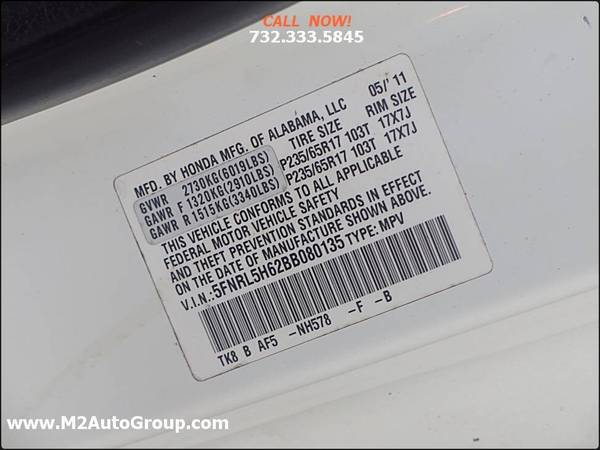 CALL NOW!
732.333.5845
MFD. BY HONDA MFG. OF ALABAMA, LLC 05/'11
TIRE SIZE RIM SIZE
GVWR 2730KG(6019LBS)
GAWR F 1320KG(2910LBS) P235/65R17 103T 17X7J
GAWR R 1515KG(3340LBS) P235/65R17 103T 17X7J
THIS VEHICLE CONFORMS TO ALL APPLICABLE
FEDERAL MOTOR VEHICLE SAFETY
AND THEFT PREVENTION STANDARDS IN EFFECT
ON THE DATE OF MANUFACTURE SHOWN ABOVE.
V.I.N.:5FNRL5H62BB080135 TYPE: MPV
TK8 B AF5 -NH578 -F -B
www.M2AutoGroup.com